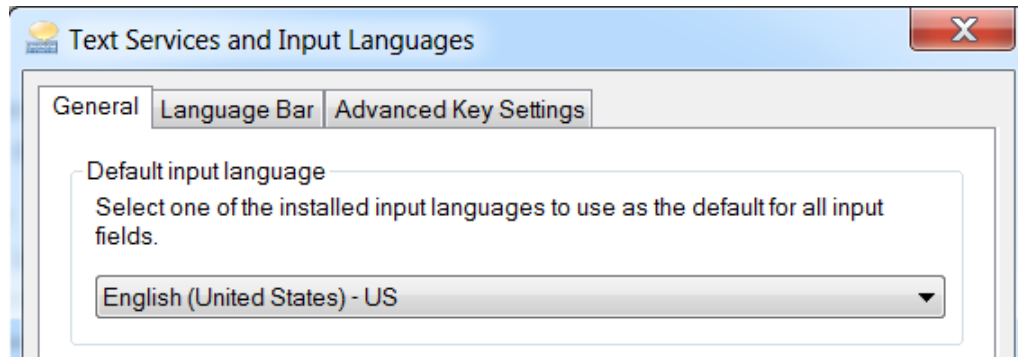 Text Services and Input Languages
General Language Bar Advanced Key Settings
Default input language
Select one of the installed input languages to use as the default for all input
fields.
English (United States) - US